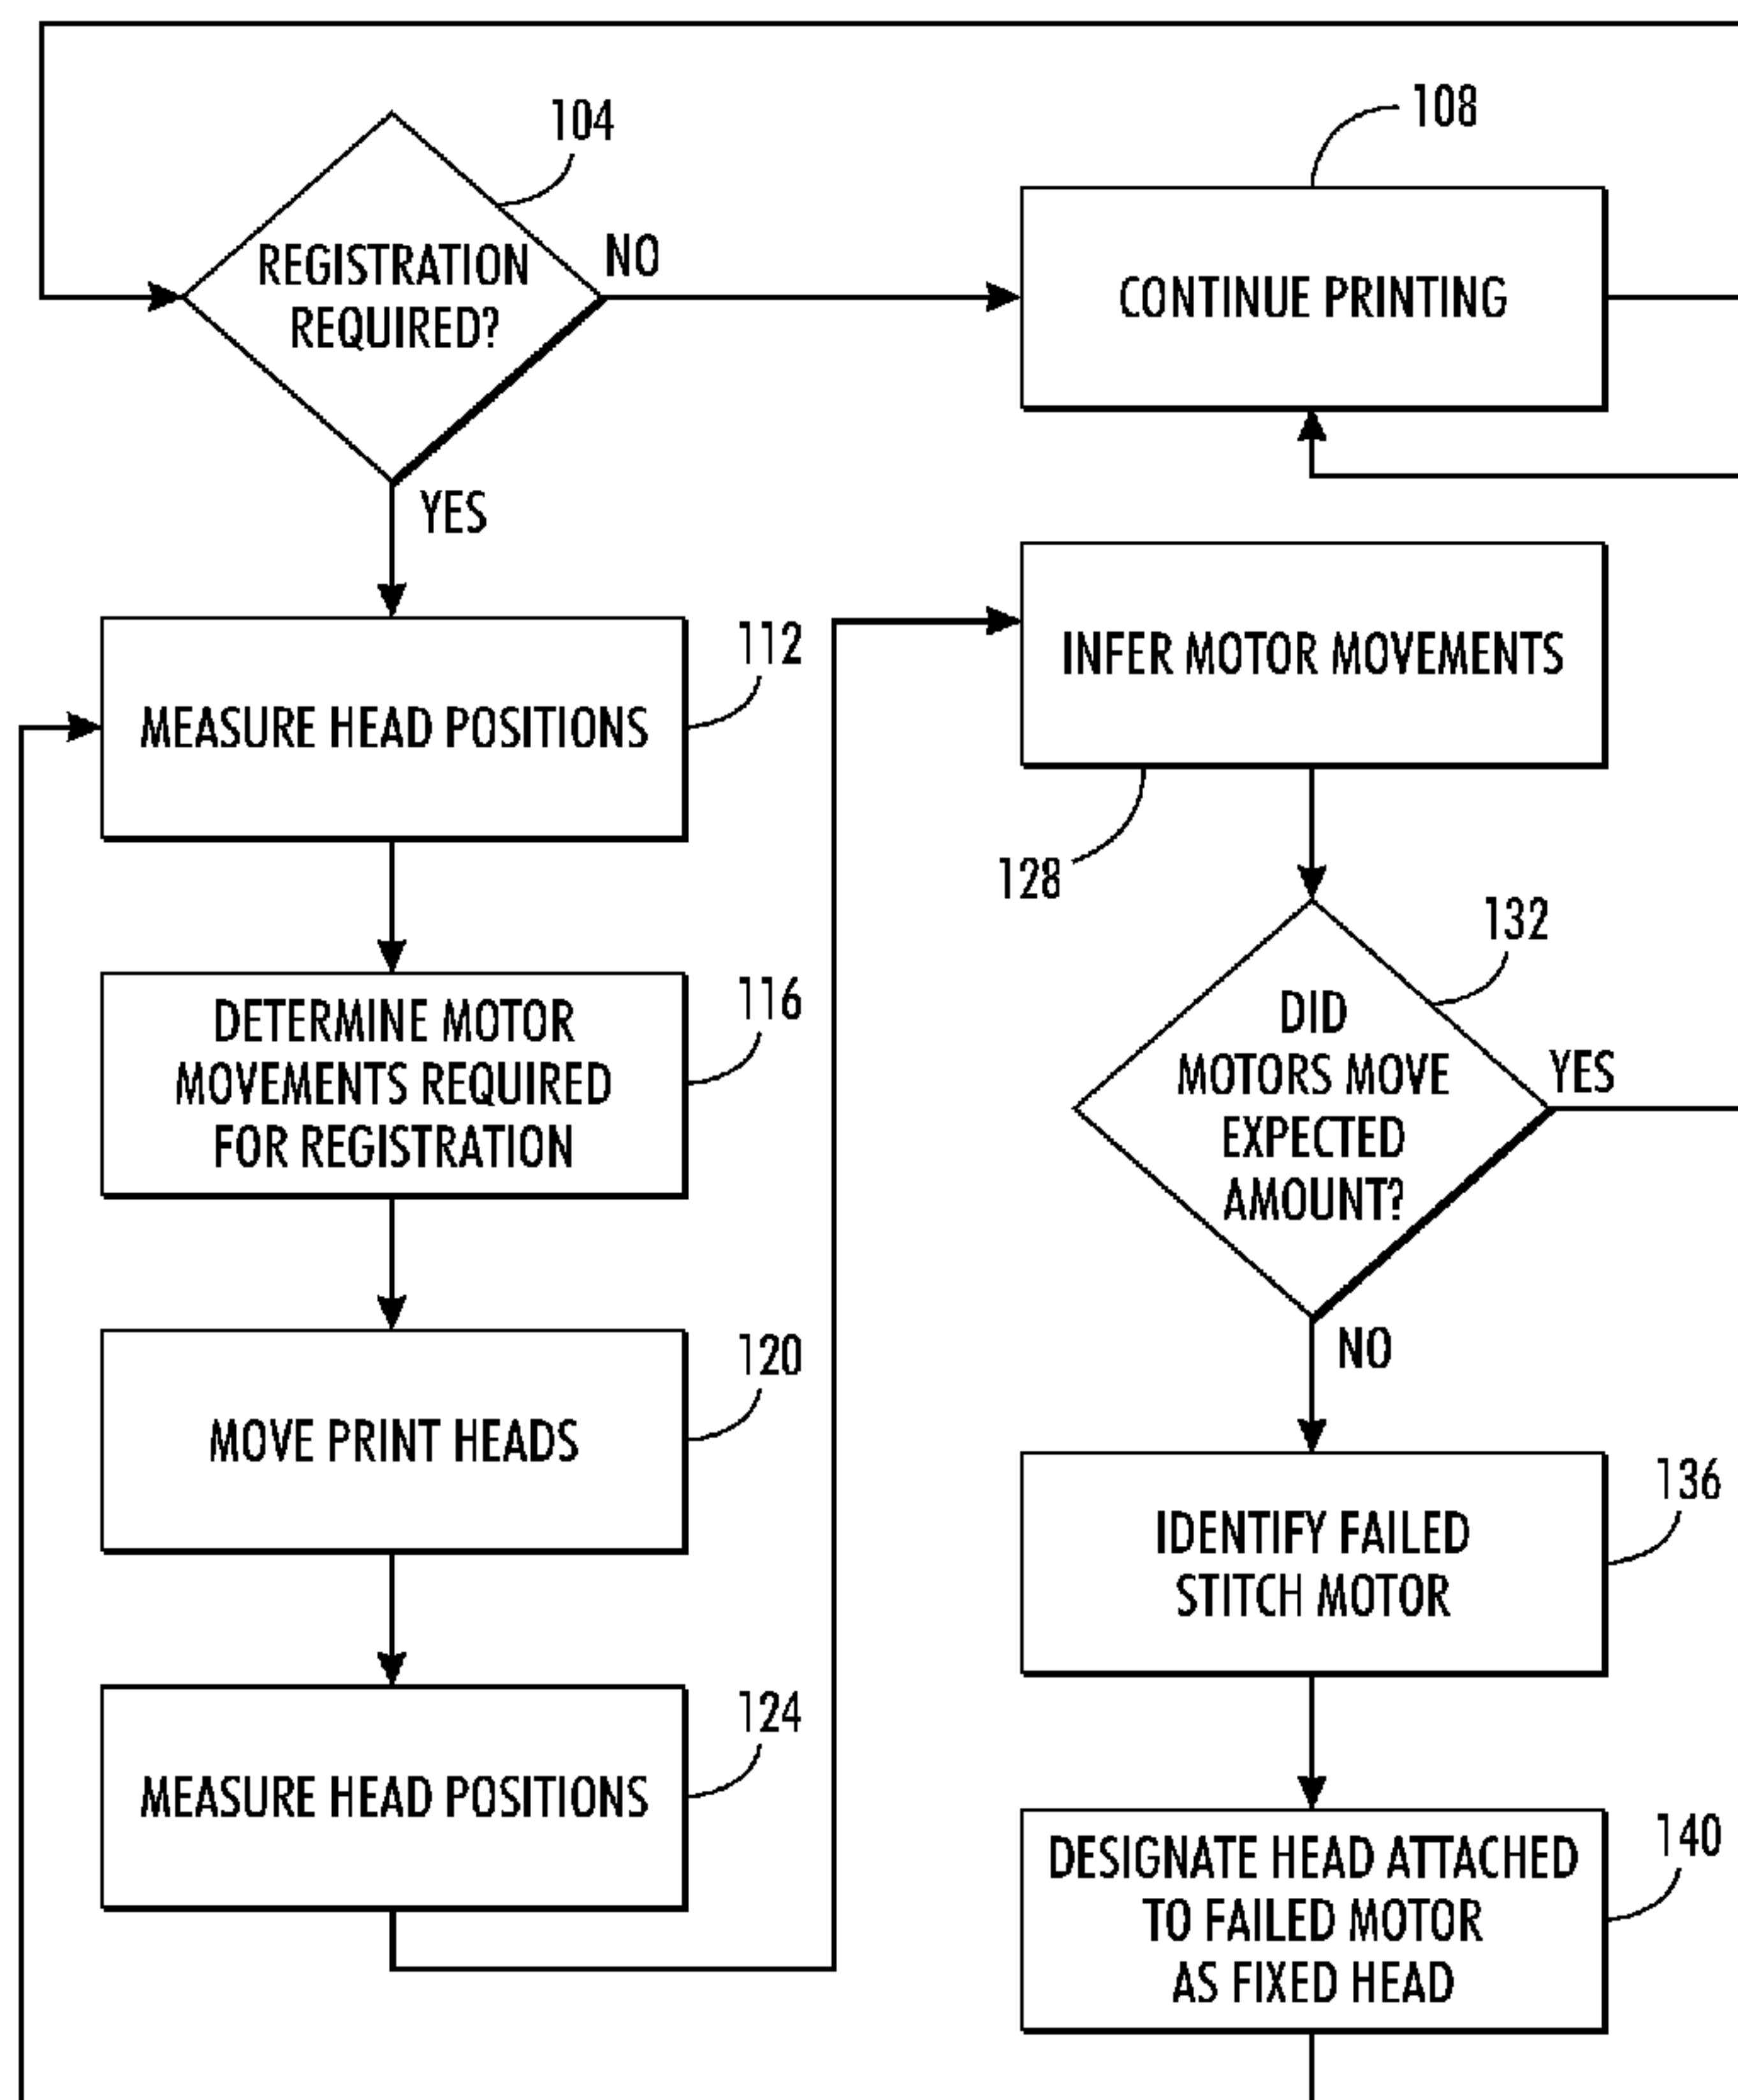 104
REGISTRATION
REQUIRED?
NO
YES
108
CONTINUE PRINTING
112
MEASURE HEAD POSITIONS
116
DETERMINE MOTOR
MOVEMENTS REQUIRED
FOR REGISTRATION
120
MOVE PRINT HEADS
124
MEASURE HEAD POSITIONS
INFER MOTOR MOVEMENTS
128
132
DID
MOTORS MOVE
EXPECTED
AMOUNT?
YES
NO
136
IDENTIFY FAILED
STITCH MOTOR
140
DESIGNATE HEAD ATTACHED
TO FAILED MOTOR
AS FIXED HEAD